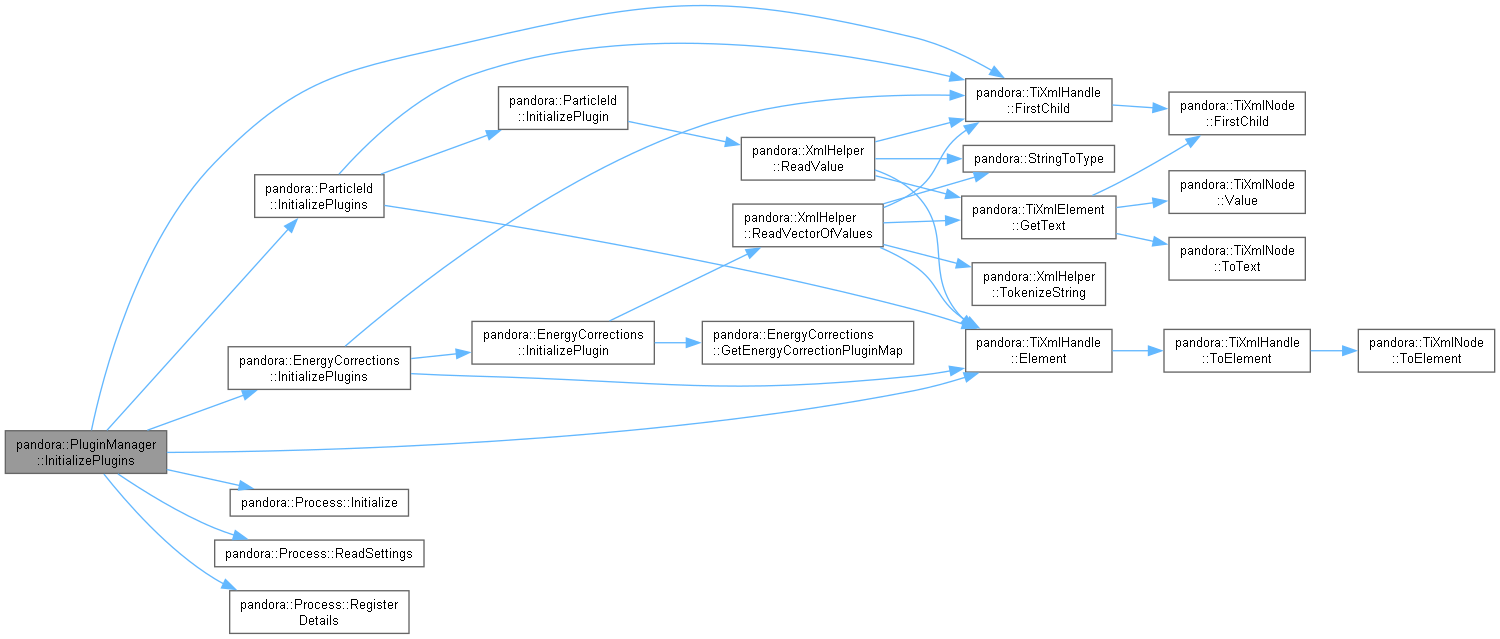 pandora::PluginManager
::InitializePlugins
pandora::ParticleId
::InitializePlugins
pandora::ParticleId
::InitializePlugin
pandora::XmlHelper
::ReadValue
pandora::TiXmlHandle
::FirstChild
pandora::TiXmlNode
::FirstChild
pandora::StringToType
pandora::TiXmlElement
::GetText
pandora::TiXmlNode
::Value
pandora::TiXmlNode
::ToText
pandora::XmlHelper
::ReadVectorOfValues
pandora::XmlHelper
::TokenizeString
pandora::EnergyCorrections
::InitializePlugins
pandora::EnergyCorrections
::InitializePlugin
pandora::EnergyCorrections
::GetEnergyCorrectionPluginMap
pandora::TiXmlHandle
::Element
pandora::TiXmlHandle
::ToElement
pandora::TiXmlNode
::ToElement
pandora::Process::Initialize
pandora::Process::ReadSettings
pandora::Process::Register
Details